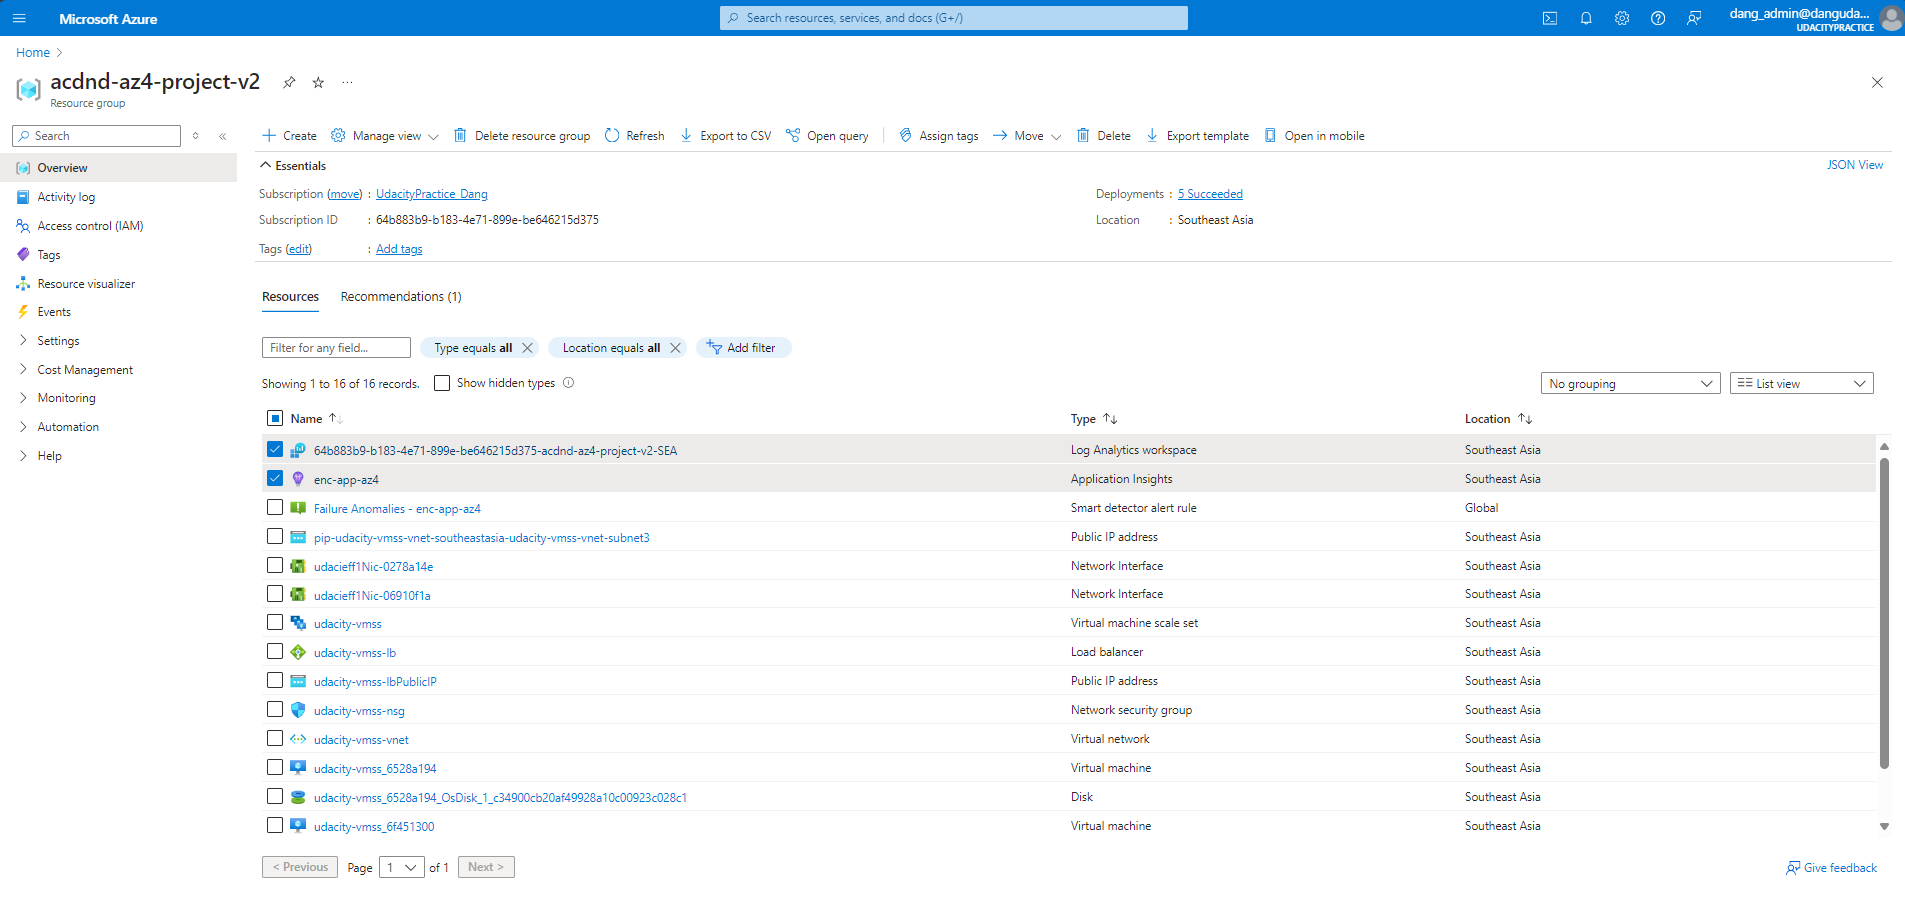 Microsoft Azure
Search resources, services, and docs (G+/)
dang_admin@danguda...
UDACITYPRACTICE
Home
acdnd-az4-project-v2
Resource group
Search
Create
Manage view
Delete resource group
Refresh
Export to CSV
Open query
Assign tags
Move
Delete
Export template
Open in mobile
Overview
Activity log
Access control (IAM)
Tags
Resource visualizer
Events
Settings
Cost Management
Monitoring
Automation
Help
Essentials
JSON View
Subscription (move) : UdacityPractice_Dang
Deployments : 5 Succeeded
Subscription ID : 64b883b9-b183-4e71-899e-be646215d375
Location : Southeast Asia
Tags (edit) : Add tags
Resources Recommendations (1)
Filter for any field...
Type equals all
Location equals all
Add filter
Showing 1 to 16 of 16 records.
Show hidden types
No grouping
List view
Name Type Location
64b883b9-b183-4e71-899e-be646215d375-acdnd-az4-project-v2-SEA Log Analytics workspace Southeast Asia
enc-app-az4 Application Insights Southeast Asia
Failure Anomalies - enc-app-az4 Smart detector alert rule Global
pip-udacity-vmss-vnet-southeastasia-udacity-vmss-vnet-subnet3 Public IP address Southeast Asia
udacieff1Nic-0278a14e Network Interface Southeast Asia
udacieff1Nic-06910f1a Network Interface Southeast Asia
udacity-vmss Virtual machine scale set Southeast Asia
udacity-vmss-lb Load balancer Southeast Asia
udacity-vmss-lbPublicIP Public IP address Southeast Asia
udacity-vmss-nsg Network security group Southeast Asia
udacity-vmss-vnet Virtual network Southeast Asia
udacity-vmss_6528a194 Virtual machine Southeast Asia
udacity-vmss_6528a194_OsDisk_1_c34900cb20af49928a10c00923c028c1 Disk Southeast Asia
udacity-vmss_6f451300 Virtual machine Southeast Asia
< Previous Page 1 of 1 Next >
Give feedback